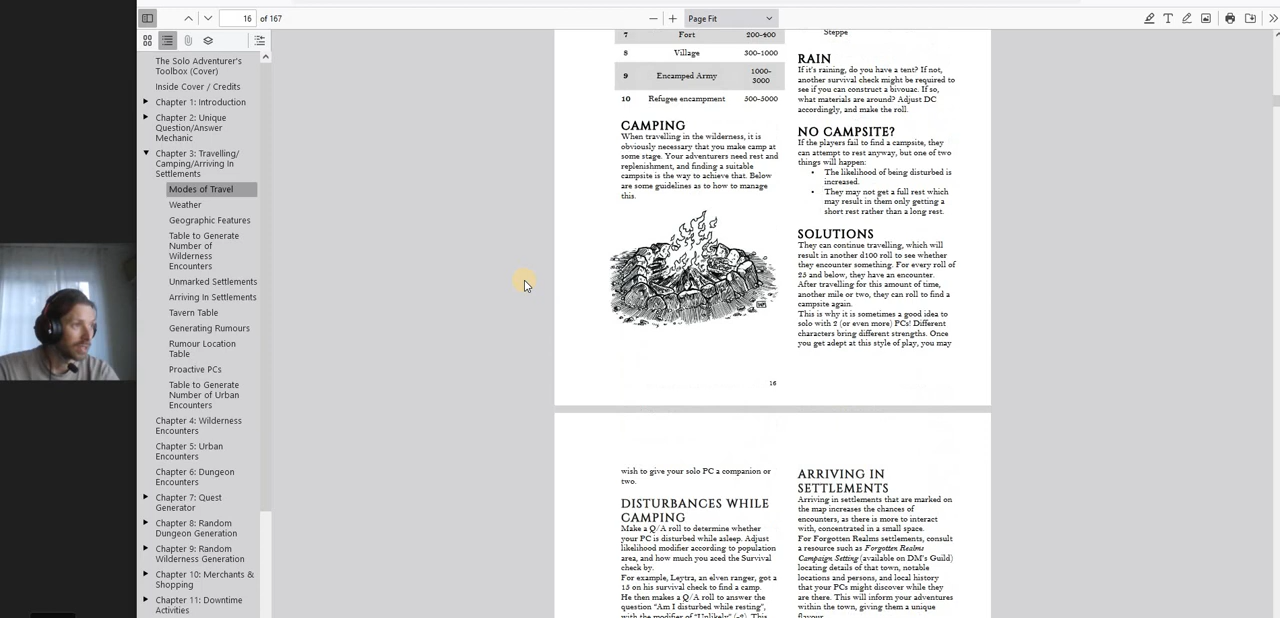 16 of 167
Page Fit
The Solo Adventurer's
Toolbox (Cover)
Inside Cover / Credits
Chapter 1: Introduction
Chapter 2: Unique
Question/Answer
Mechanic
Chapter 3: Travelling/
Camping/Arriving In
Settlements
Modes of Travel
Weather
Geographic Features
Table to Generate
Number of
Wilderness
Encounters
Unmarked Settlements
Arriving In Settlements
Tavern Table
Generating Rumours
Rumour Location
Table
Proactive PCs
Table to Generate
Number of Urban
Encounters
Chapter 4: Wilderness
Encounters
Chapter 5: Urban
Encounters
Chapter 6: Dungeon
Encounters
Chapter 7: Quest
Generator
Chapter 8: Random
Dungeon Generation
Chapter 9: Random
Wilderness Generation
Chapter 10: Merchants &
Shopping
Chapter 11: Downtime
Activities
7 Fort 200-400
8 Village 300-1000
9 Encamped Army 1000-
3000
10 Refugee encampment 500-5000
CAMPING
When travelling in the wilderness, it is
obviously necessary that you make camp at
some stage. Your adventurers need rest and
replenishment, and finding a suitable
campsite is the way to achieve that. Below
are some guidelines as to how to manage
this.
Steppe
RAIN
If it's raining, do you have a tent? If not,
another survival check might be required to
see if you can construct a bivouac. If so,
what materials are around? Adjust DC
accordingly, and make the roll.
NO CAMPSITE?
If the players fail to find a campsite, they
can attempt to rest anyway, but one of two
things will happen:
• The likelihood of being disturbed is
increased.
• They may not get a full rest which
may result in them only getting a
short rest rather than a long rest.
SOLUTIONS
They can continue travelling, which will
result in another d100 roll to see whether
they encounter something. For every roll of
25 and below, they have an encounter.
After travelling for this amount of time,
another mile or two, they can roll to find a
campsite again.
This is why it is sometimes a good idea to
solo with 2 (or even more) PCs! Different
characters bring different strengths. Once
you get adept at this style of play, you may
16
wish to give your solo PC a companion or
two.
DISTURBANCES WHILE
CAMPING
Make a Q/A roll to determine whether
your PC is disturbed while asleep. Adjust
likelihood modifier according to population
area, and how much you aced the Survival
check by.
For example, Leytra, an elven ranger, got a
15 on his survival check to find a camp.
He then makes a Q/A roll to answer the
question "Am I disturbed while resting",
with the modifier of "Unlikely" (-2). This
ARRIVING IN
SETTLEMENTS
Arriving in settlements that are marked on
the map increases the chances of
encounters, as there is more to interact
with, concentrated in a small space.
For Forgotten Realms settlements, consult
a resource such as Forgotten Realms
Campaign Setting (available on DM's Guild)
locating details of that town, notable
locations and persons, and local history
that your PCs might discover while they
are there. This will inform your adventures
within the town, giving them a unique
flavour.